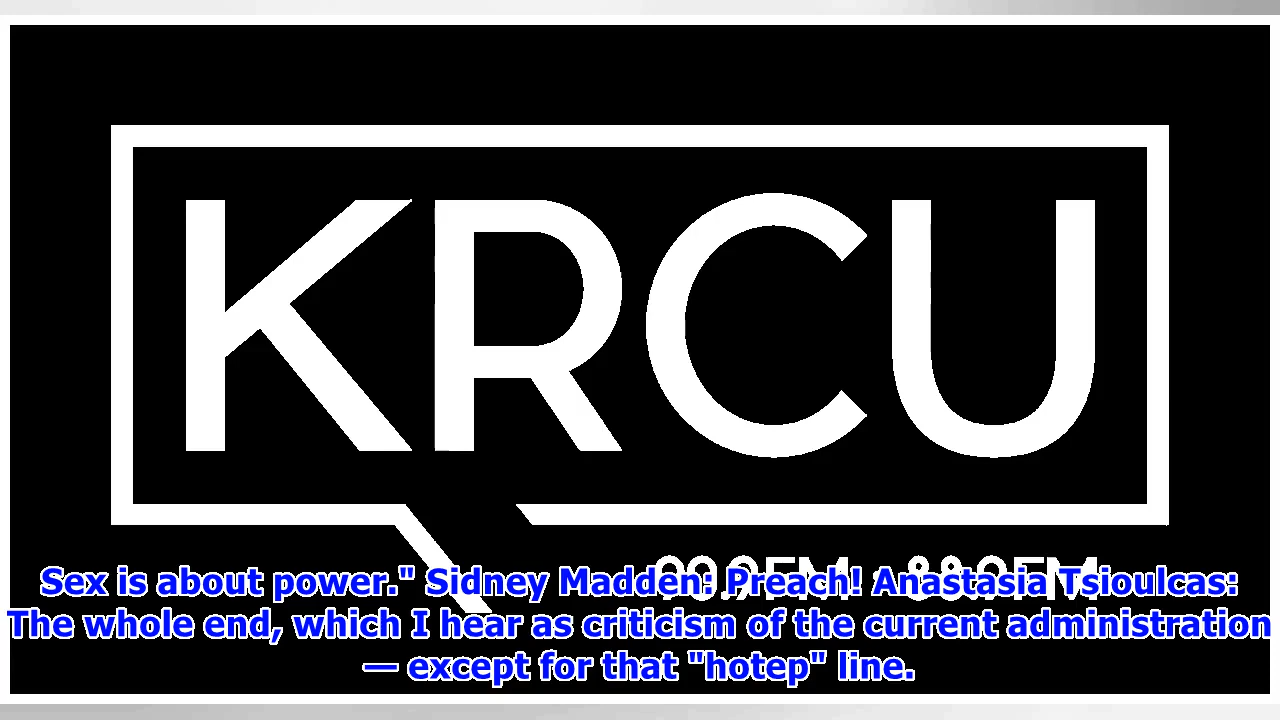 KRCU
Sex is about power." Sidney Madden: Preach! Anastasia Tsioulcas:
The whole end, which I hear as criticism of the current administration
— except for that "hotep" line.